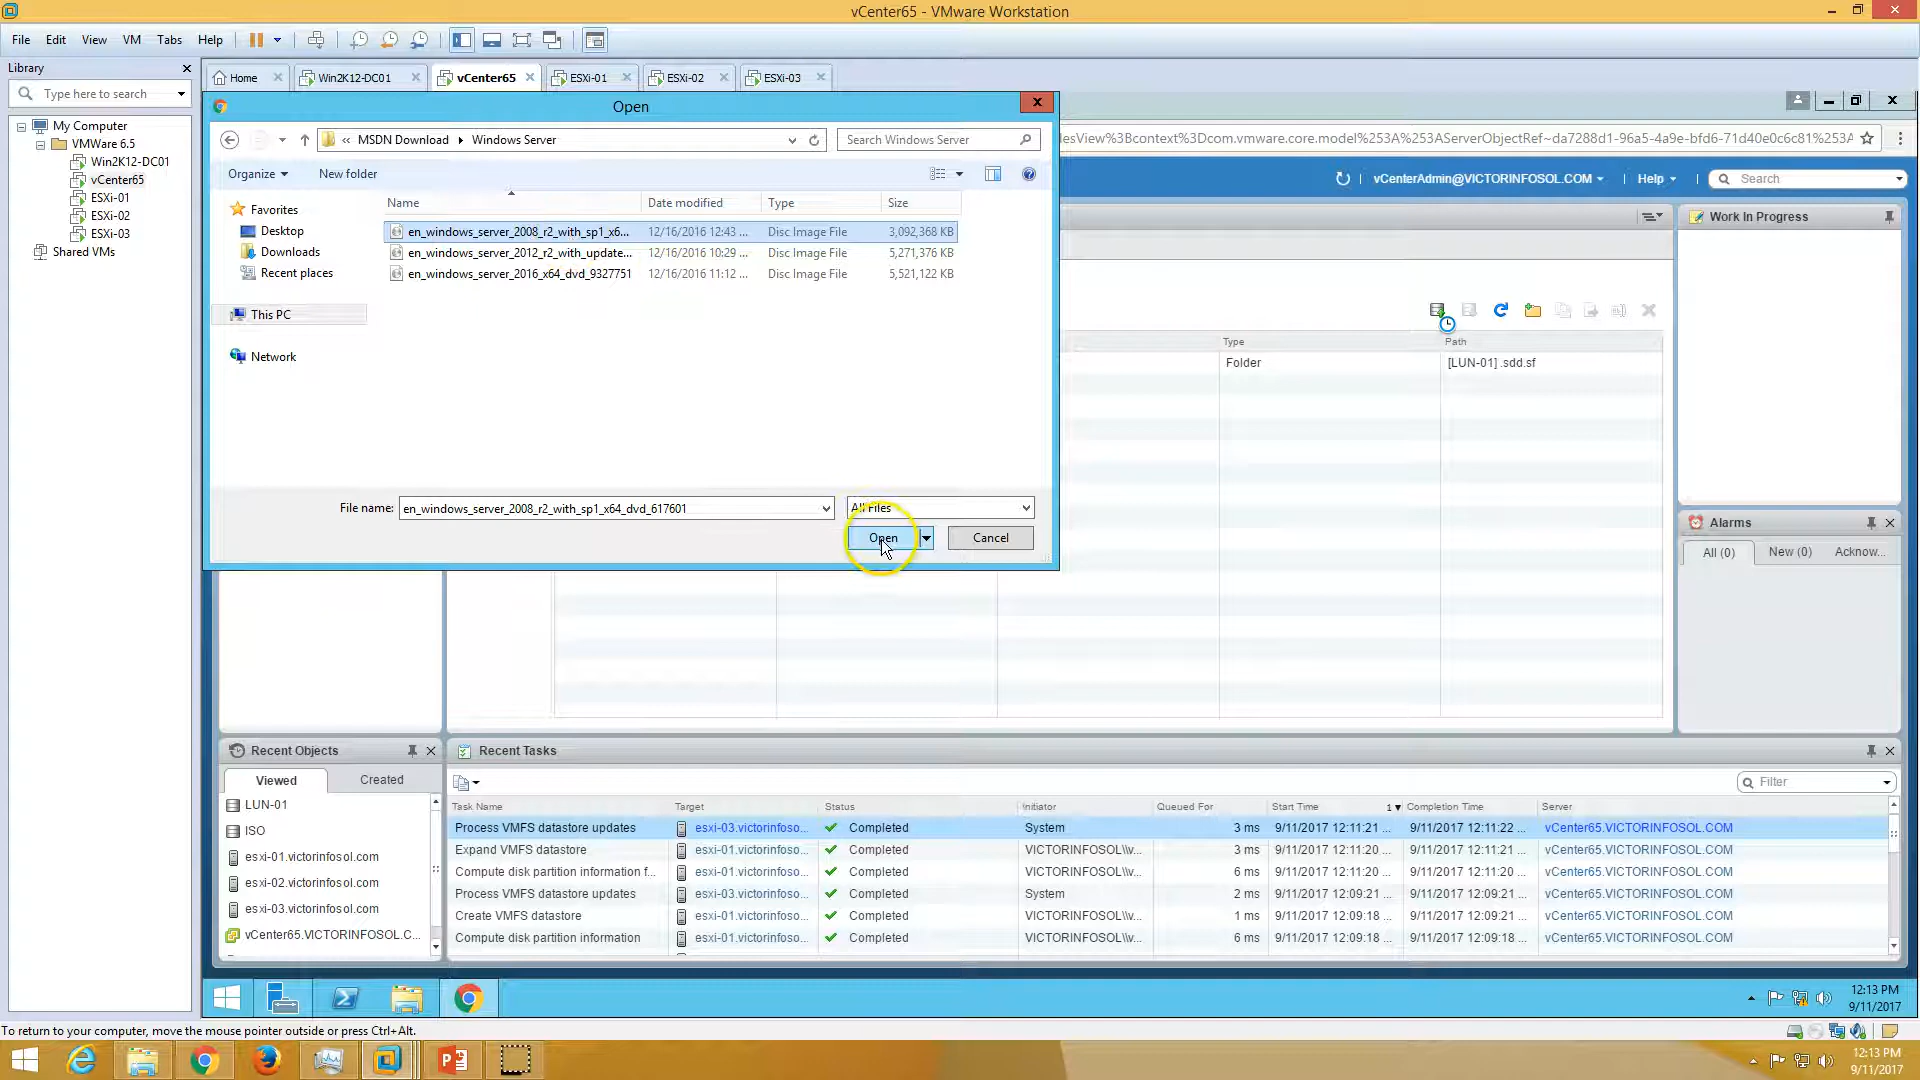 vCenter65 - VMware Workstation
File Edit View VM Tabs Help
Library
Type here to search
My Computer
VMWare 6.5
Win2K12-DC01
vCenter65
ESXi-01
ESXi-02
ESXi-03
Shared VMs
Home Win2K12-DC01 vCenter65 ESXi-01 ESXi-02 ESXi-03
Open
« MSDN Download Windows Server
Search Windows Server
Organize New folder
Favorites
Desktop
Downloads
Recent places
This PC
Network
Name Date modified Type Size
en_windows_server_2008_r2_with_sp1_x6... 12/16/2016 12:43 ... Disc Image File 3,092,368 KB
en_windows_server_2012_r2_with_update... 12/16/2016 10:29 ... Disc Image File 5,271,376 KB
en_windows_server_2016_x64_dvd_9327751 12/16/2016 11:12 ... Disc Image File 5,521,122 KB
File name: en_windows_server_2008_r2_with_sp1_x64_dvd_617601
All Files
Open Cancel
esView%3Bcontext%3Dcom.vmware.core.model%253A%253AServerObjectRef~da7288d1-96a5-4a9e-bfd6-71d40e0c6c81%253A
vCenterAdmin@VICTORINFOSOL.COM Help Search
Type Path
Folder [LUN-01] .sdd.sf
Work In Progress
Alarms
All (0) New (0) Acknow...
Recent Objects
Viewed Created
LUN-01
ISO
esxi-01.victorinfosol.com
esxi-02.victorinfosol.com
esxi-03.victorinfosol.com
vCenter65.VICTORINFOSOL.C...
Recent Tasks
Filter
Task Name Target Status Initiator Queued For Start Time 1 Completion Time Server
Process VMFS datastore updates esxi-03.victorinfoso... Completed System 3 ms 9/11/2017 12:11:21 ... 9/11/2017 12:11:22 ... vCenter65.VICTORINFOSOL.COM
Expand VMFS datastore esxi-01.victorinfoso... Completed VICTORINFOSOL\\v... 3 ms 9/11/2017 12:11:20 ... 9/11/2017 12:11:21 ... vCenter65.VICTORINFOSOL.COM
Compute disk partition information f... esxi-01.victorinfoso... Completed VICTORINFOSOL\\v... 6 ms 9/11/2017 12:11:20 ... 9/11/2017 12:11:20 ... vCenter65.VICTORINFOSOL.COM
Process VMFS datastore updates esxi-03.victorinfoso... Completed System 2 ms 9/11/2017 12:09:21 ... 9/11/2017 12:09:21 ... vCenter65.VICTORINFOSOL.COM
Create VMFS datastore esxi-01.victorinfoso... Completed VICTORINFOSOL\\v... 1 ms 9/11/2017 12:09:18 ... 9/11/2017 12:09:21 ... vCenter65.VICTORINFOSOL.COM
Compute disk partition information esxi-01.victorinfoso... Completed VICTORINFOSOL\\v... 6 ms 9/11/2017 12:09:18 ... 9/11/2017 12:09:18 ... vCenter65.VICTORINFOSOL.COM
12:13 PM
9/11/2017
To return to your computer, move the mouse pointer outside or press Ctrl+Alt.
12:13 PM
9/11/2017